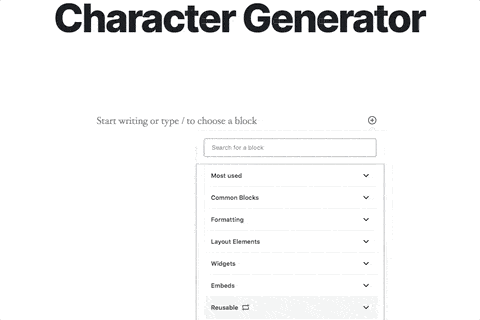 Character Generator
Start writing or type / to choose a block
Search for a block
Most used
Common Blocks
Formatting
Layout Elements
Widgets
Embeds
Reusable